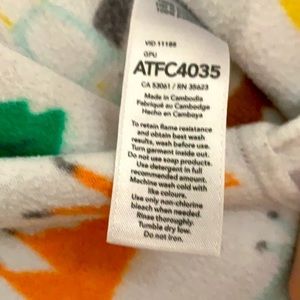 VID 11188
GPU
ATFC4035
CA 53061 / RN 35623
Made in Cambodia
Fabriqué au Cambodge
Hecho en Camboya
To retain flame resistance
and obtain best wash
results, wash before use.
Turn garment inside out.
Do not use soap products.
Use detergent in full
recommended amount.
Machine wash cold with
like colours.
Use only non-chlorine
bleach when needed.
Rinse thoroughly.
Tumble dry low.
Do not iron.